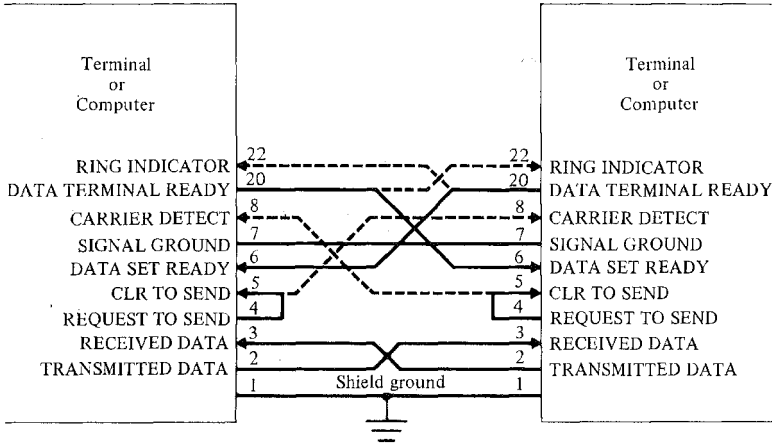 Terminal
or
Computer
Terminal
or
Computer
RING INDICATOR 22 22 RING INDICATOR
DATA TERMINAL READY 20 20 DATA TERMINAL READY
CARRIER DETECT 8 8 CARRIER DETECT
SIGNAL GROUND 7 7 SIGNAL GROUND
DATA SET READY 6 6 DATA SET READY
CLR TO SEND 5 5 CLR TO SEND
REQUEST TO SEND 4 4 REQUEST TO SEND
RECEIVED DATA 3 3 RECEIVED DATA
TRANSMITTED DATA 2 2 TRANSMITTED DATA
1 Shield ground 1